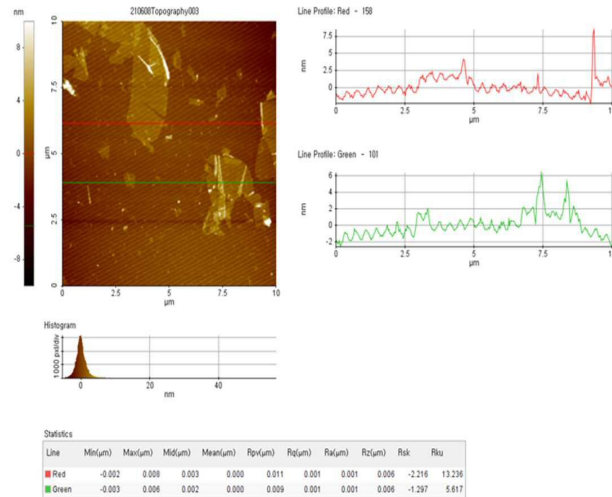 nm
210608Topography003
8
4
0
-4
-8
10
7.5
5
2.5
0
µm
0
2.5
5
7.5
10
µm
Line Profile: Red - 158
7.5
5
2.5
0
nm
0
2.5
5
7.5
10
µm
Line Profile: Green - 101
6
4
2
0
-2
nm
0
2.5
5
7.5
10
µm
Histogram
1000 pxl/div
0
20
40
nm
Statistics
Line Min(µm) Max(µm) Mid(µm) Mean(µm) Rpv(µm) Rq(µm) Ra(µm) Rz(µm) Rsk Rku
Red -0.002 0.008 0.003 0.000 0.011 0.001 0.001 0.006 -2.216 13.236
Green -0.003 0.006 0.002 0.000 0.009 0.001 0.001 0.006 -1.297 5.617